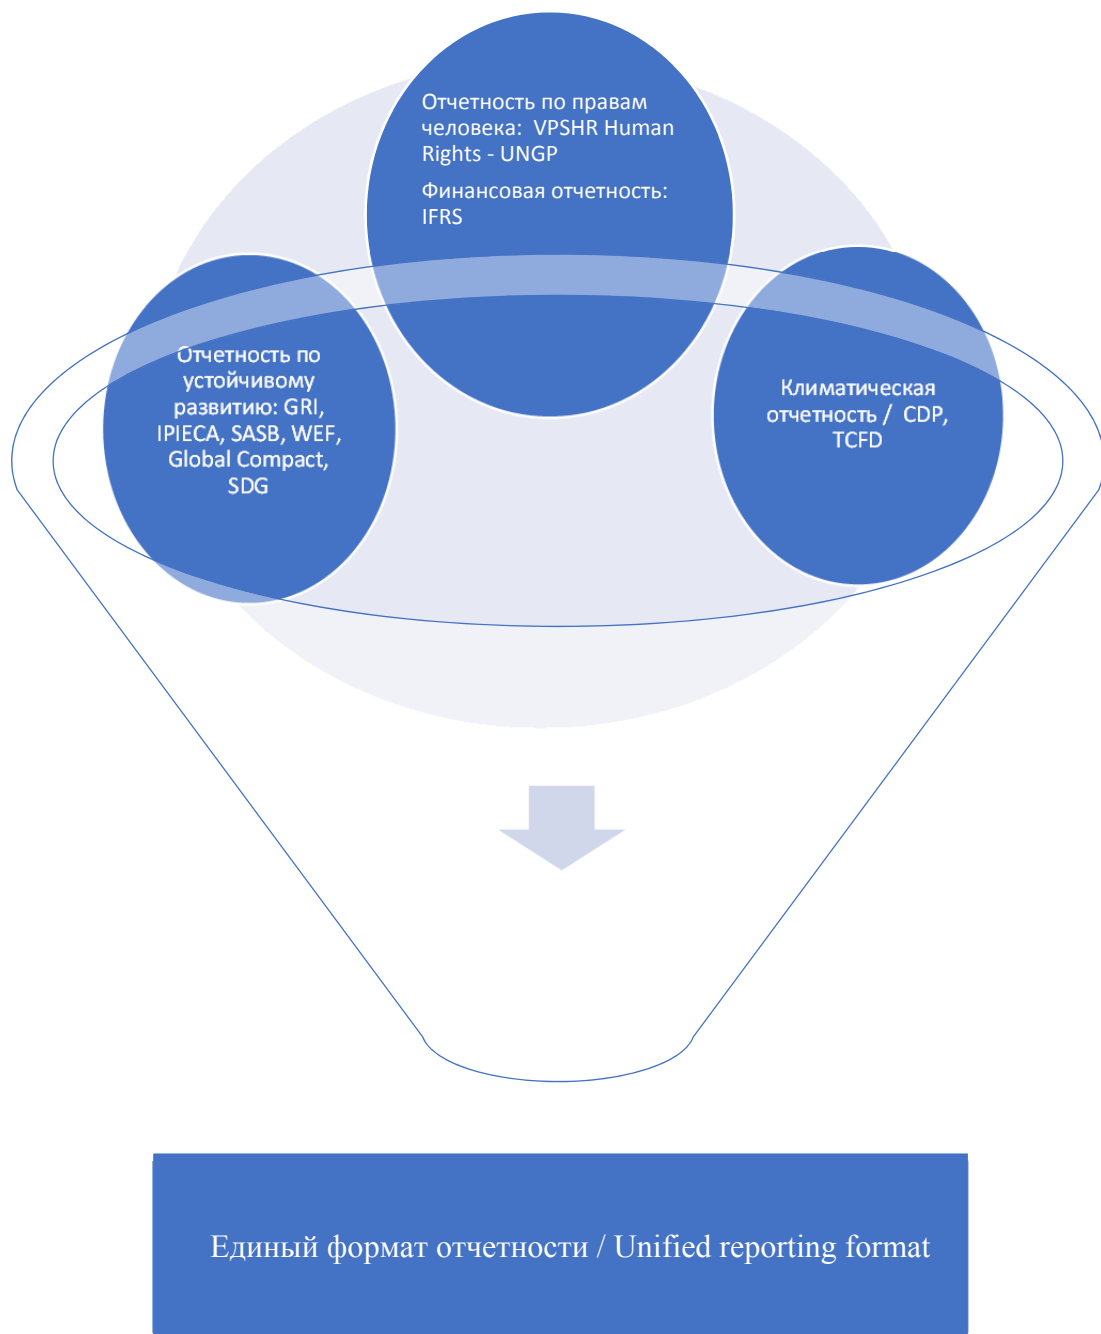 Отчетность по правам
человека: VPSHR Human
Rights - UNGP
Финансовая отчетность:
IFRS
Отчетность по
устойчивому
развитию: GRI,
IPIECA, SASB, WEF,
Global Compact,
SDG
Климатическая
отчетность / CDP,
TCFD
Единый формат отчетности / Unified reporting format